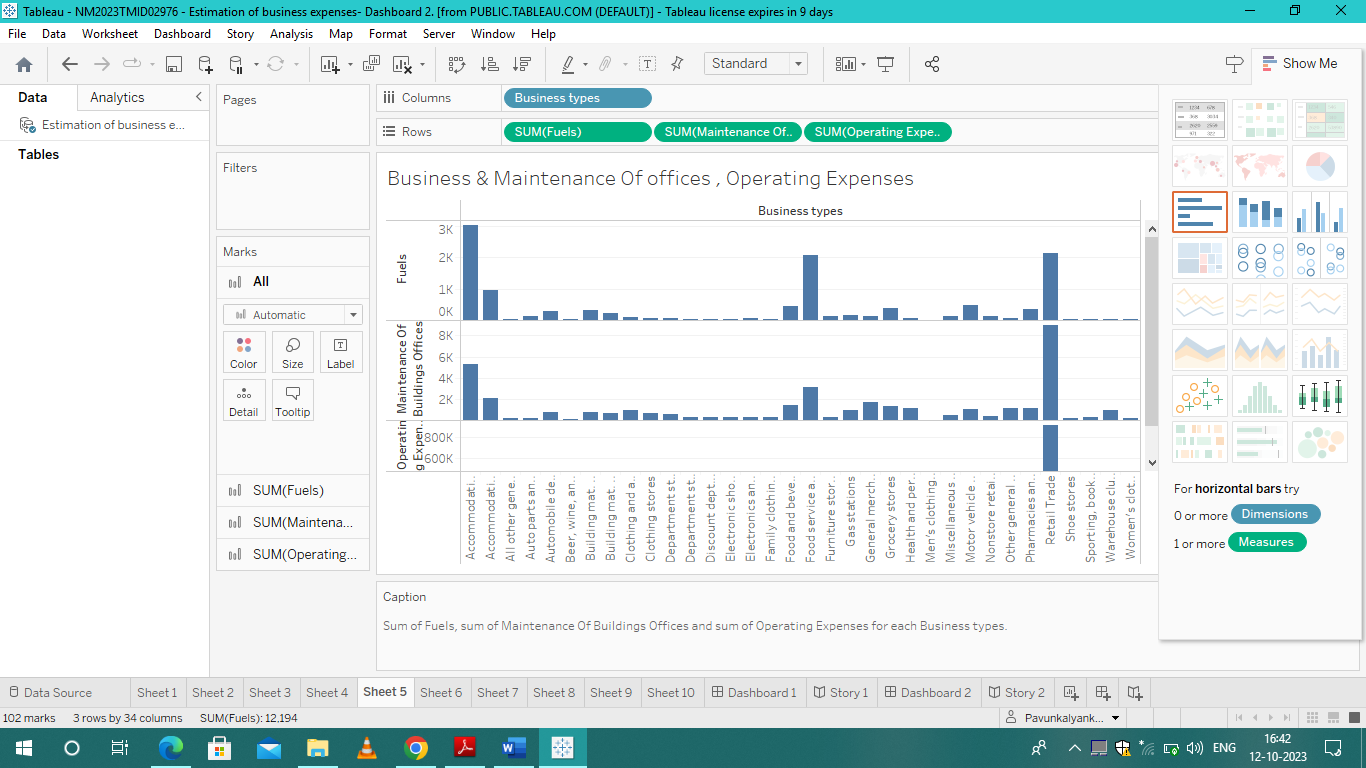 Tableau - NM2023TMID02976 - Estimation of business expenses- Dashboard 2. [from PUBLIC.TABLEAU.COM (DEFAULT)] - Tableau license expires in 9 days
File Data Worksheet Dashboard Story Analysis Map Format Server Window Help
Standard
Show Me
Data Analytics
Estimation of business e...
Tables
Pages
Filters
Marks
All
Automatic
Color Size Label
Detail Tooltip
SUM(Fuels)
SUM(Maintena...
SUM(Operating...
Columns Business types
Rows SUM(Fuels) SUM(Maintenance Of.. SUM(Operating Expe..
Business & Maintenance Of offices , Operating Expenses
Business types
Fuels
3K
2K
1K
0K
Maintenance Of
Buildings Offices
8K
6K
4K
2K
Operatin
g Expen..
800K
600K
Accommodati..
Accommodati..
All other gene..
Auto parts an..
Automobile de..
Beer, wine, an..
Building mat..
Building mat..
Clothing and a..
Clothing stores
Department st..
Department st..
Discount dept..
Electronic sho..
Electronics an..
Family clothin..
Food and beve..
Food service a..
Furniture stor..
Gas stations
General merch..
Grocery stores
Health and per..
Men's clothing..
Miscellaneous ..
Motor vehicle ..
Nonstore retai..
Other general ..
Pharmacies an..
Retail Trade
Shoe stores
Sporting, book..
Warehouse clu..
Women's clot..
Caption
Sum of Fuels, sum of Maintenance Of Buildings Offices and sum of Operating Expenses for each Business types.
For horizontal bars try
0 or more Dimensions
1 or more Measures
Data Source Sheet 1 Sheet 2 Sheet 3 Sheet 4 Sheet 5 Sheet 6 Sheet 7 Sheet 8 Sheet 9 Sheet 10 Dashboard 1 Story 1 Dashboard 2 Story 2
102 marks 3 rows by 34 columns SUM(Fuels): 12,194
Pavunkalyank...
ENG
16:42
12-10-2023